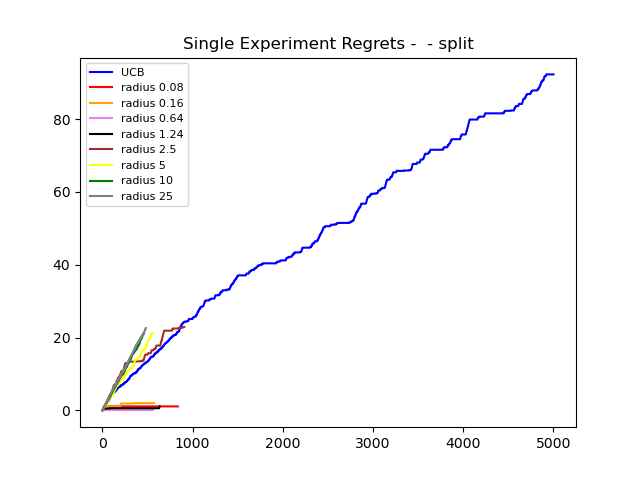 Single Experiment Regrets -  - split
UCB
radius 0.08
radius 0.16
radius 0.64
radius 1.24
radius 2.5
radius 5
radius 10
radius 25
80
60
40
20
0
0 1000 2000 3000 4000 5000